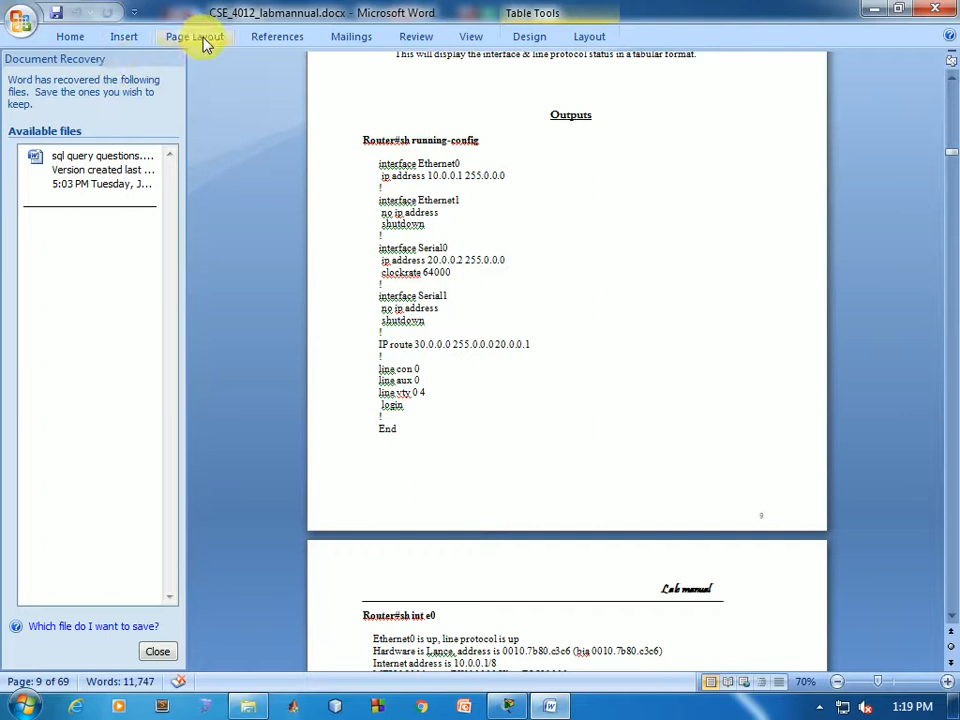 CSE_4012_labmannual.docx - Microsoft Word
Table Tools
Home
Insert
Page Layout
References
Mailings
Review
View
Design
Layout
Document Recovery
Word has recovered the following
files. Save the ones you wish to
keep.
Available files
sql query questions....
Version created last ...
5:03 PM Tuesday, J...
Which file do I want to save?
Close
This will display the interface & line protocol status in a tabular format.
Outputs
Router#sh running-config
interface Ethernet0
ip address 10.0.0.1 255.0.0.0
!
interface Ethernet1
no ip address
shutdown
!
interface Serial0
ip address 20.0.0.2 255.0.0.0
clockrate 64000
!
interface Serial1
no ip address
shutdown
!
IP route 30.0.0.0 255.0.0.0 20.0.0.1
!
line con 0
line aux 0
line vty 0 4
login
!
End
9
Lab manual
Router#sh int e0
Ethernet0 is up, line protocol is up
Hardware is Lance, address is 0010.7b80.c3c6 (bia 0010.7b80.c3c6)
Internet address is 10.0.0.1/8
Page: 9 of 69
Words: 11,747
70%
1:19 PM